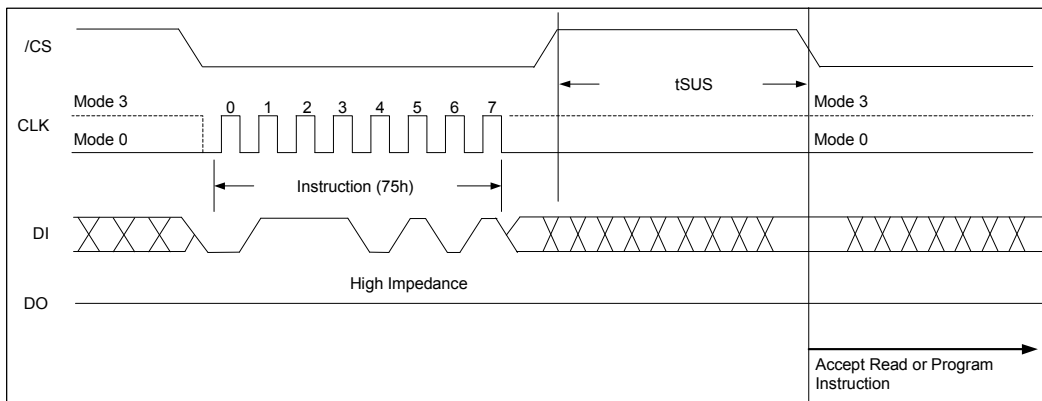 /CS
tSUS
Mode 3
Mode 3
0 1 2 3 4 5 6 7
CLK
Mode 0
Mode 0
Instruction (75h)
DI
High Impedance
DO
Accept Read or Program
Instruction